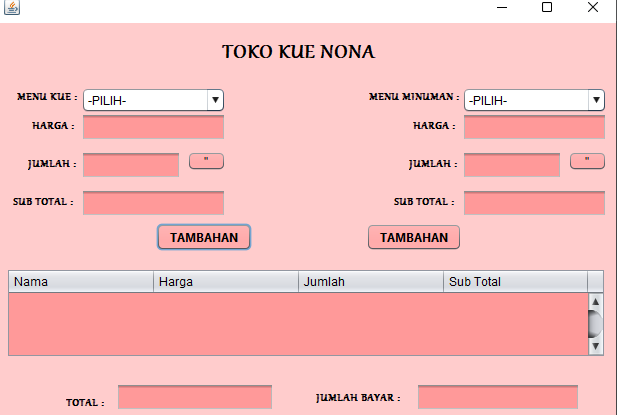 TOKO KUE NONA
MENU KUE : -PILIH- MENU MINUMAN : -PILIH-
HARGA : HARGA :
JUMLAH : " JUMLAH : "
SUB TOTAL : SUB TOTAL :
TAMBAHAN TAMBAHAN
Nama Harga Jumlah Sub Total
TOTAL : JUMLAH BAYAR :